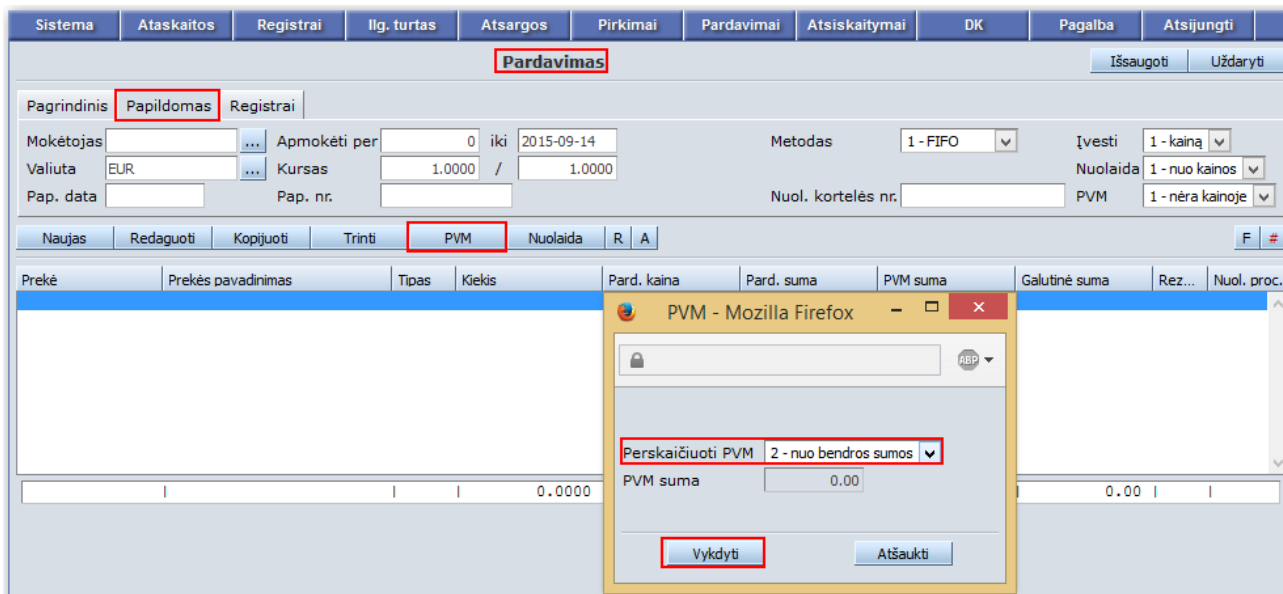 Sistema Ataskaitos Registrai Ilg. turtas Atsargos Pirkimai Pardavimai Atsiskaitymai DK Pagalba Atsijungti
Pardavimas Išsaugoti Uždaryti
Pagrindinis Papildomas Registrai
Mokėtojas ... Apmokėti per 0 iki 2015-09-14 Metodas 1 - FIFO Įvesti 1 - kainą
Valiuta EUR ... Kursas 1.0000 / 1.0000 Nuolaida 1 - nuo kainos
Pap. data Pap. nr. Nuol. kortelės nr. PVM 1 - nėra kainoje
Naujas Redaguoti Kopijuoti Trinti PVM Nuolaida R A F #
Prekė Prekės pavadinimas Tipas Kiekis Pard. kaina Pard. suma PVM suma Galutinė suma Rez... Nuol. proc.
PVM - Mozilla Firefox
ABP
Perskaičiuoti PVM 2 - nuo bendros sumos
PVM suma 0.00
0.0000 0.00
Vykdyti Atšaukti